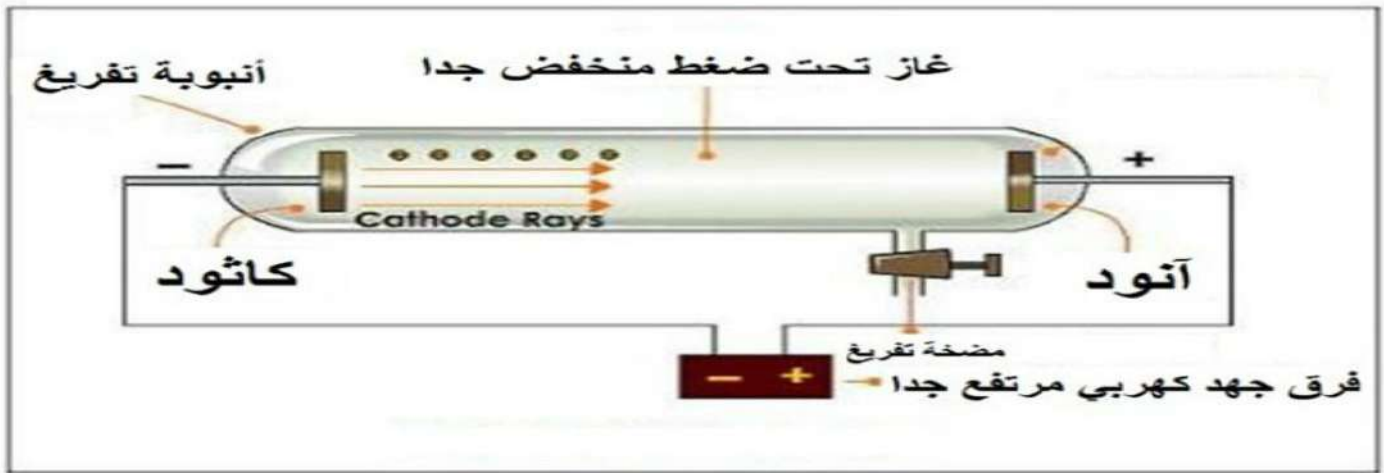 غاز تحت ضغط منخفض جدا
أنبوبة تفريغ
− +
Cathode Rays
كاثود
آنود
مضخة تفريغ
− +
فرق جهد كهربي مرتفع جدا